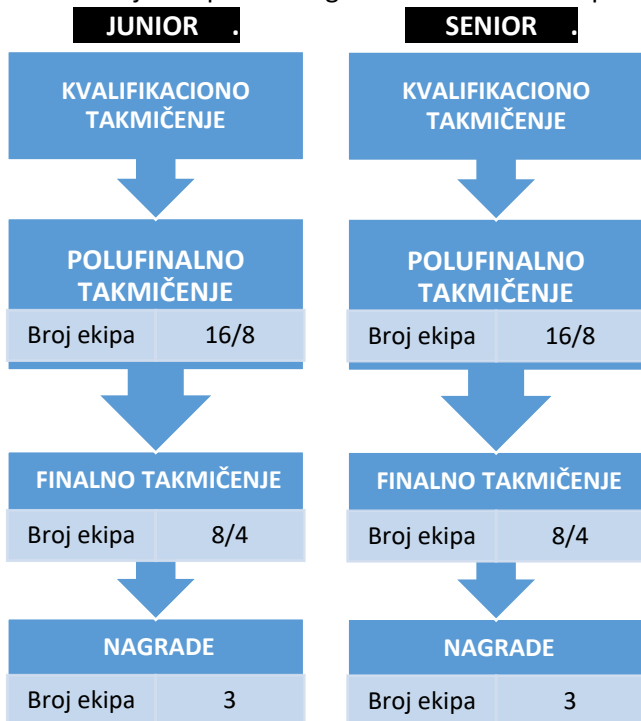 JUNIOR .
KVALIFIKACIONO
TAKMIČENJE
POLUFINALNO
TAKMIČENJE
Broj ekipa 16/8
FINALNO TAKMIČENJE
Broj ekipa 8/4
NAGRADE
Broj ekipa 3
SENIOR .
KVALIFIKACIONO
TAKMIČENJE
POLUFINALNO
TAKMIČENJE
Broj ekipa 16/8
FINALNO TAKMIČENJE
Broj ekipa 8/4
NAGRADE
Broj ekipa 3